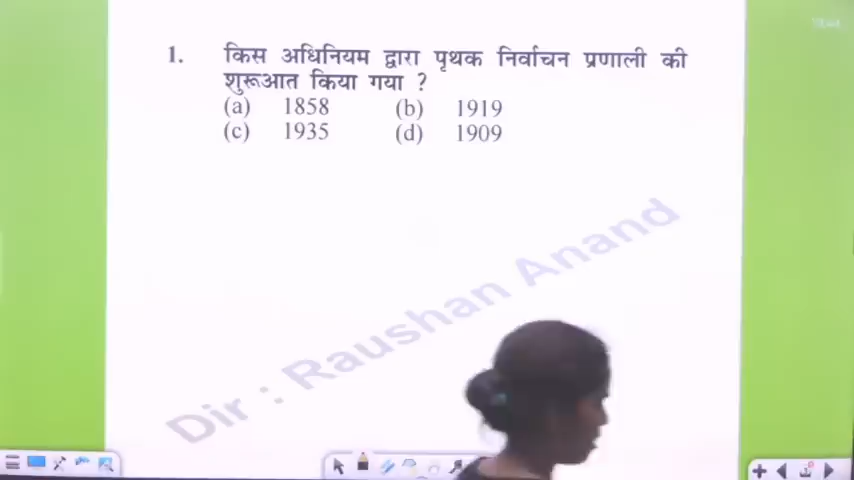 1. किस अधिनियम द्वारा पृथक निर्वाचन प्रणाली की
शुरूआत किया गया ?
(a) 1858 (b) 1919
(c) 1935 (d) 1909
Dir : Raushan Anand